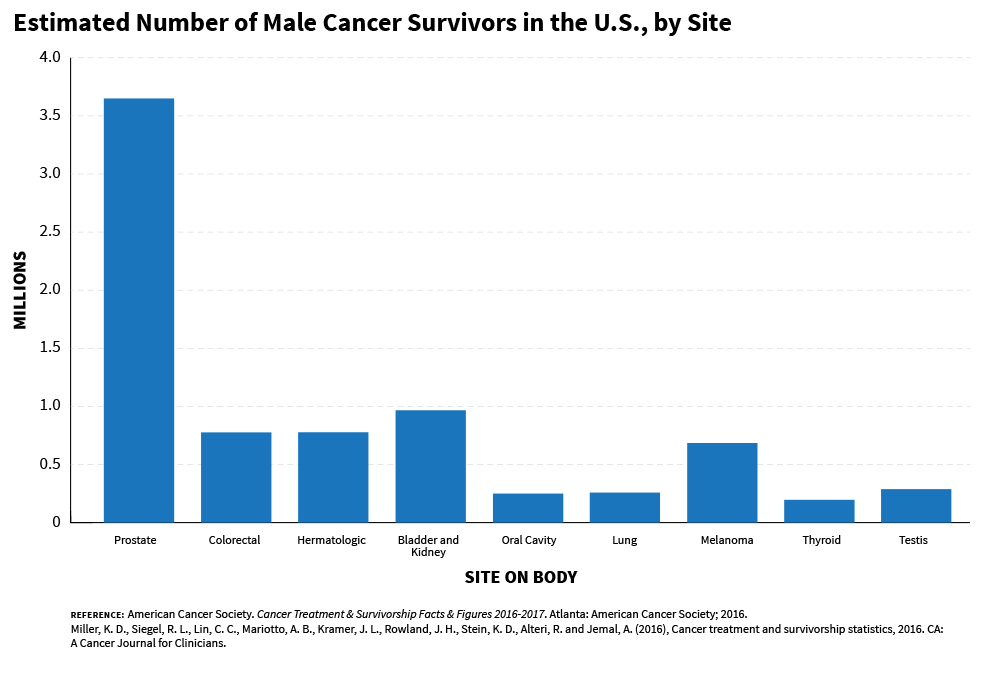 Estimated Number of Male Cancer Survivors in the U.S., by Site
4.0
3.5
3.0
2.5
2.0
1.5
1.0
0.5
0
MILLIONS
Prostate
Colorectal
Hermatologic
Bladder and
Kidney
Oral Cavity
Lung
Melanoma
Thyroid
Testis
SITE ON BODY
REFERENCE: American Cancer Society. Cancer Treatment & Survivorship Facts & Figures 2016-2017. Atlanta: American Cancer Society; 2016.
Miller, K. D., Siegel, R. L., Lin, C. C., Mariotto, A. B., Kramer, J. L., Rowland, J. H., Stein, K. D., Alteri, R. and Jemal, A. (2016), Cancer treatment and survivorship statistics, 2016. CA:
A Cancer Journal for Clinicians.